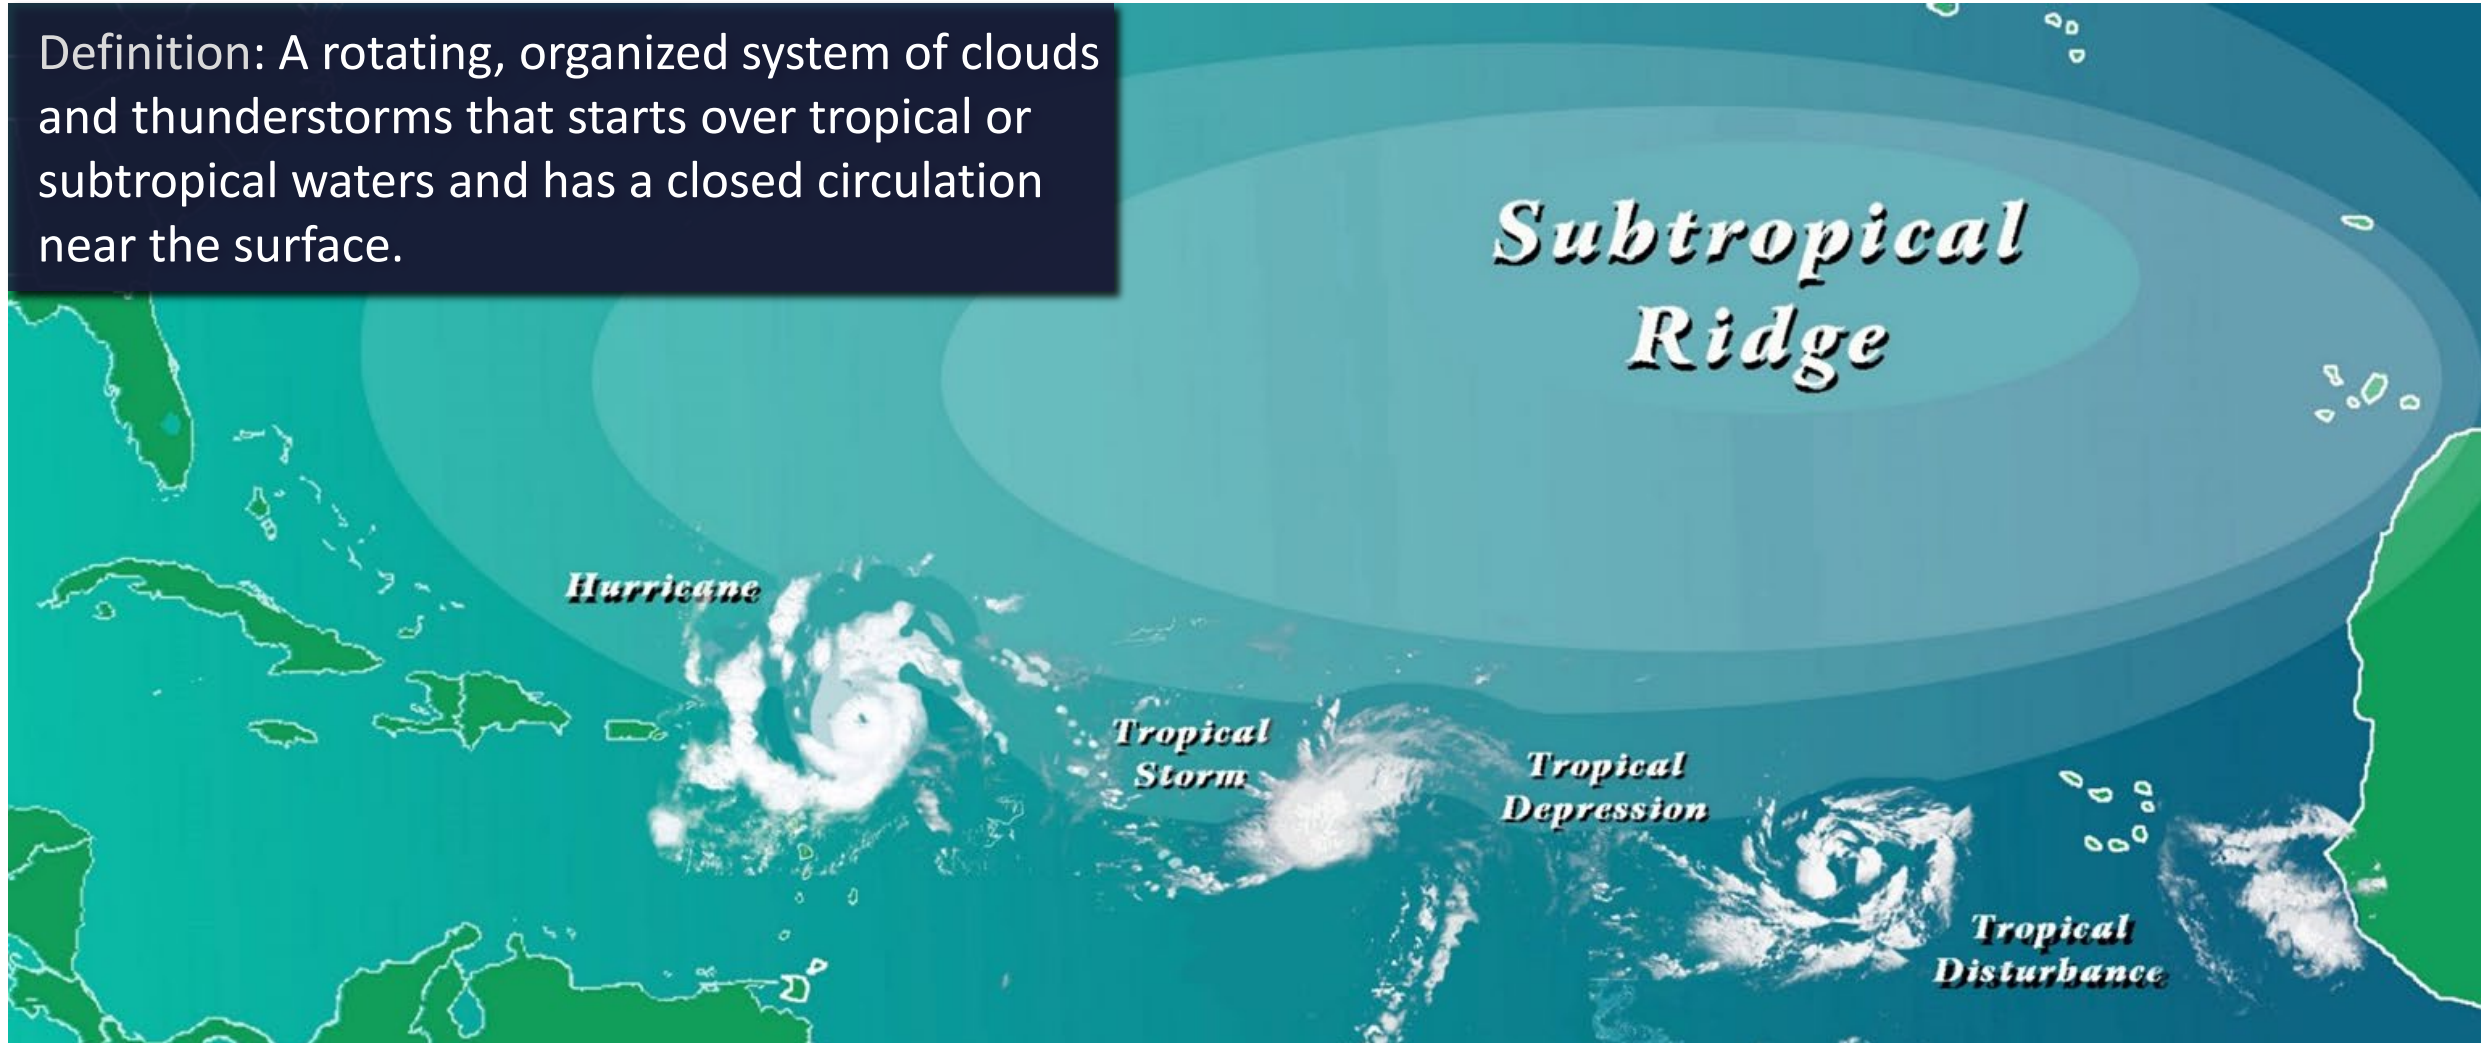 Definition: A rotating, organized system of clouds
and thunderstorms that starts over tropical or
subtropical waters and has a closed circulation
near the surface.
Subtropical
Ridge
Hurricane
Tropical
Storm
Tropical
Depression
Tropical
Disturbance